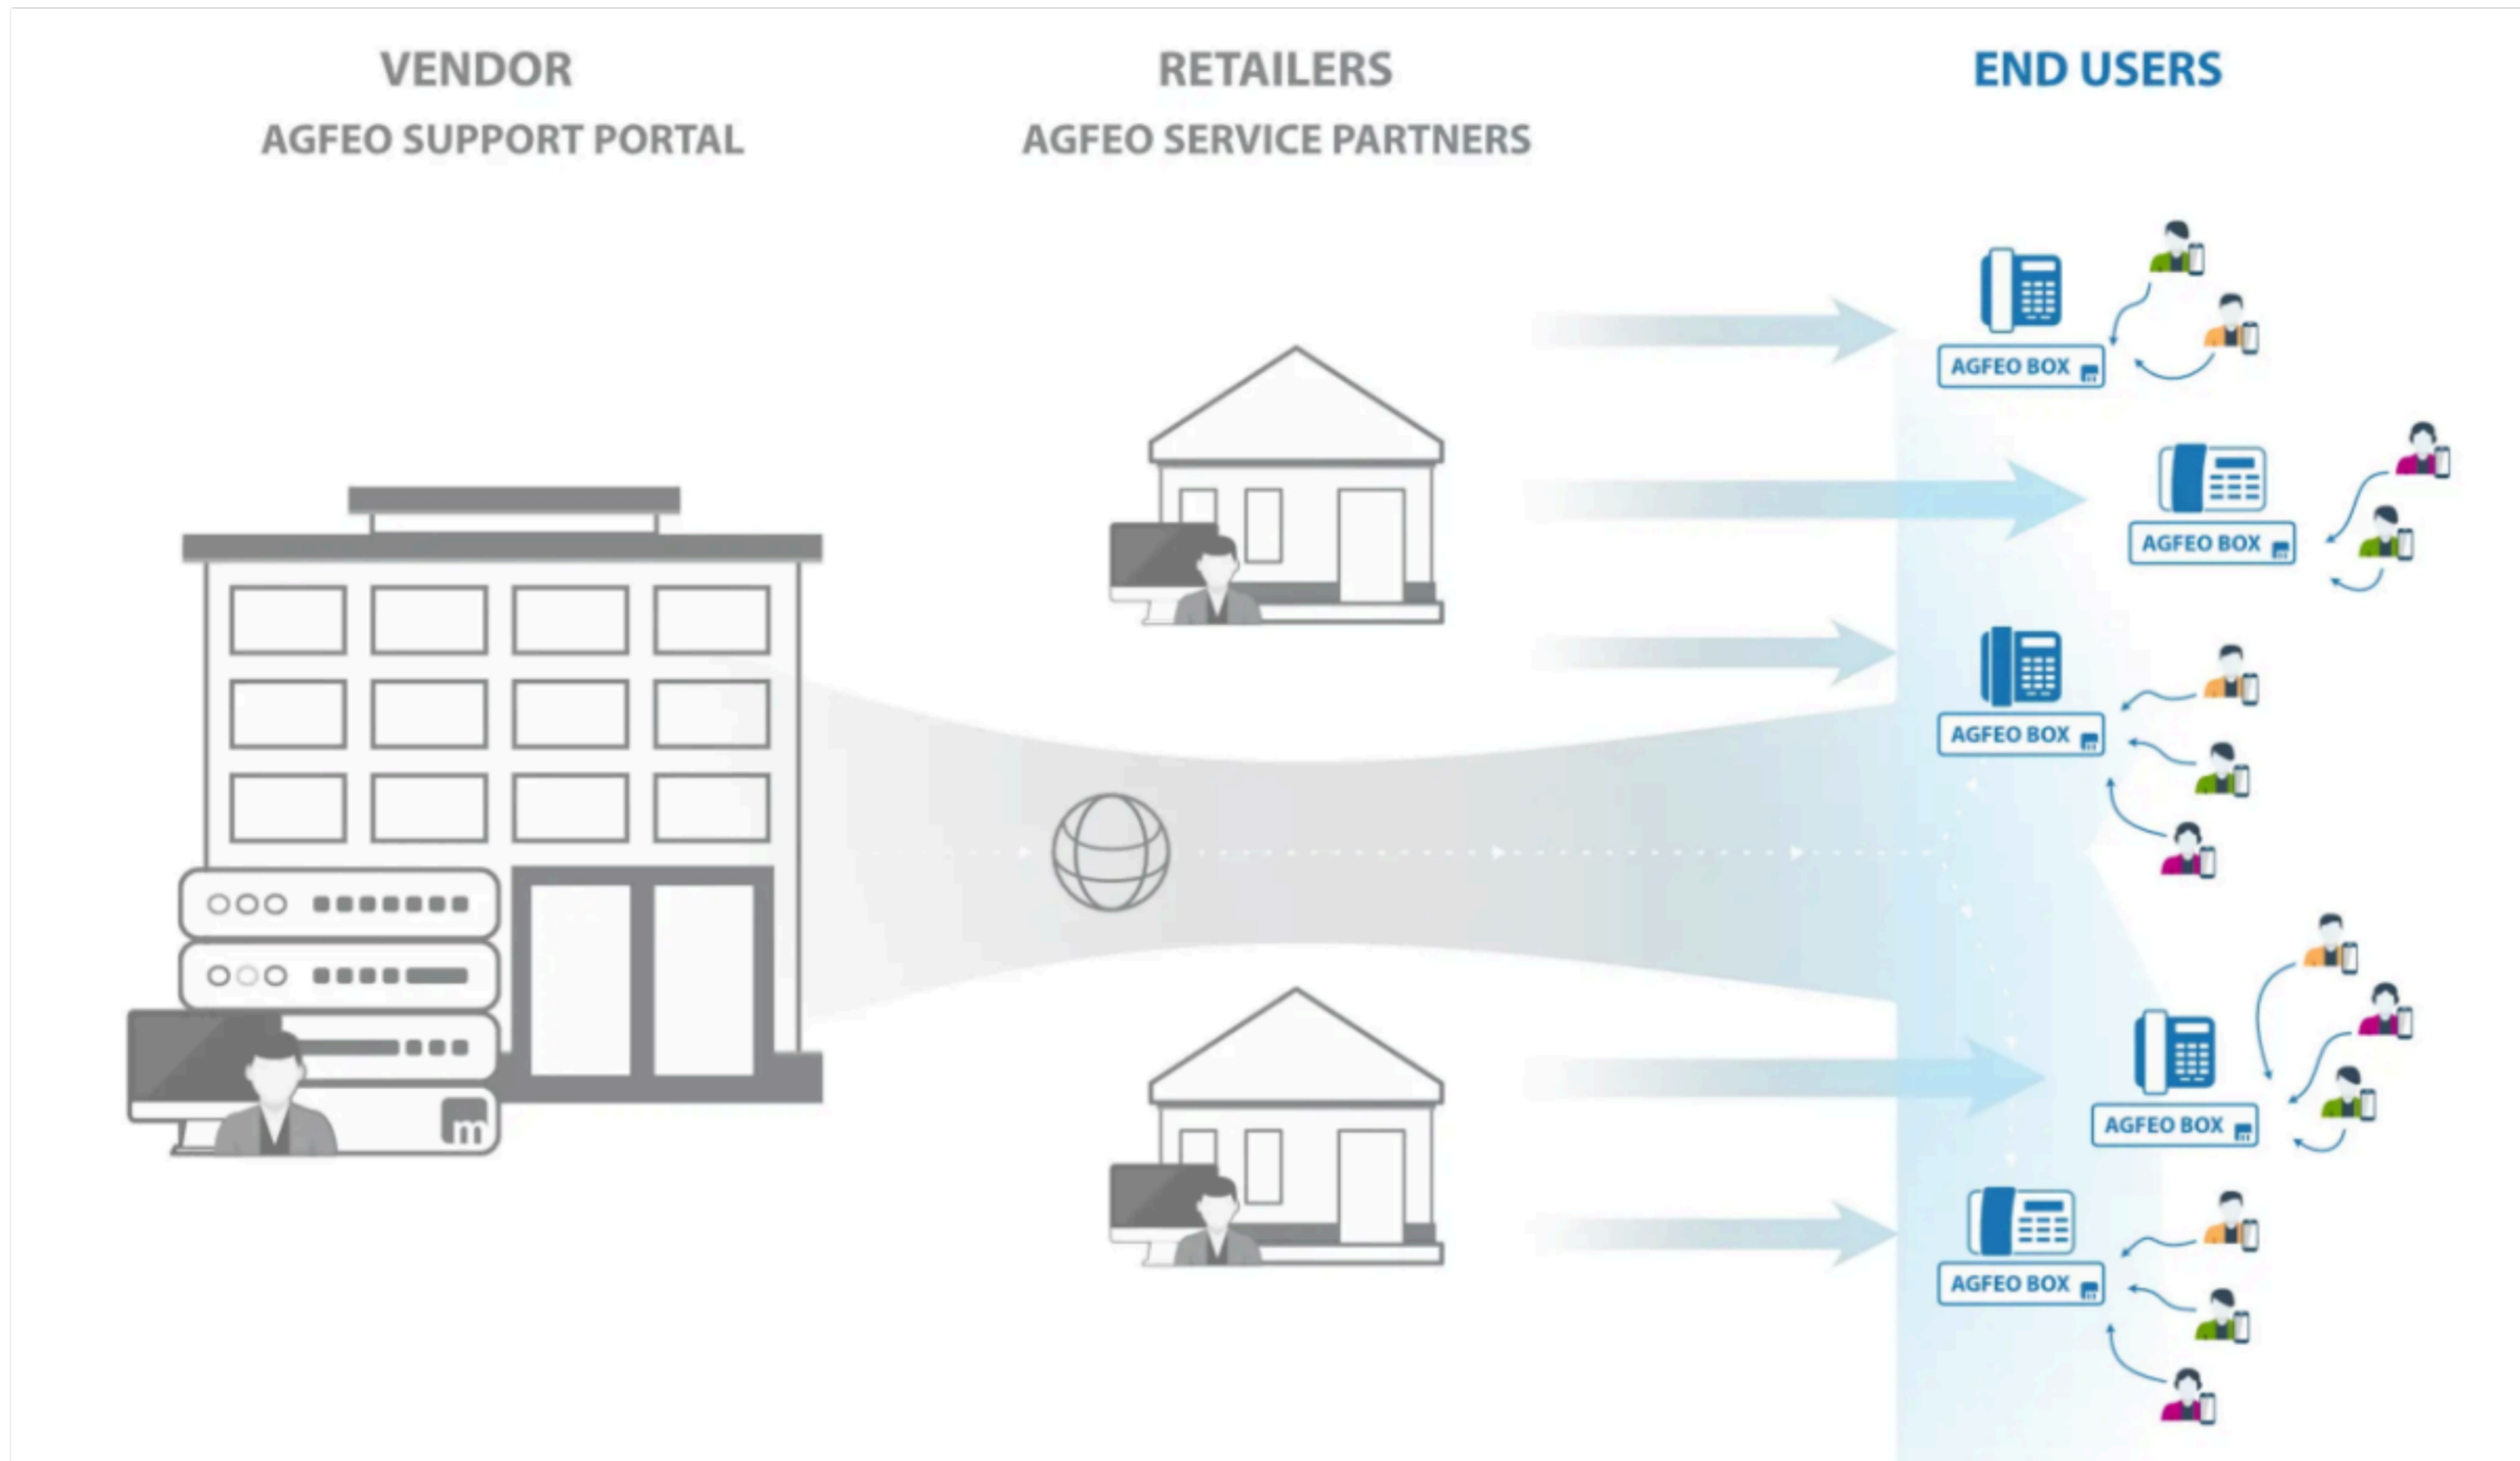 VENDOR
AGFEO SUPPORT PORTAL
RETAILERS
AGFEO SERVICE PARTNERS
END USERS
AGFEO BOX
AGFEO BOX
AGFEO BOX
AGFEO BOX
AGFEO BOX
m